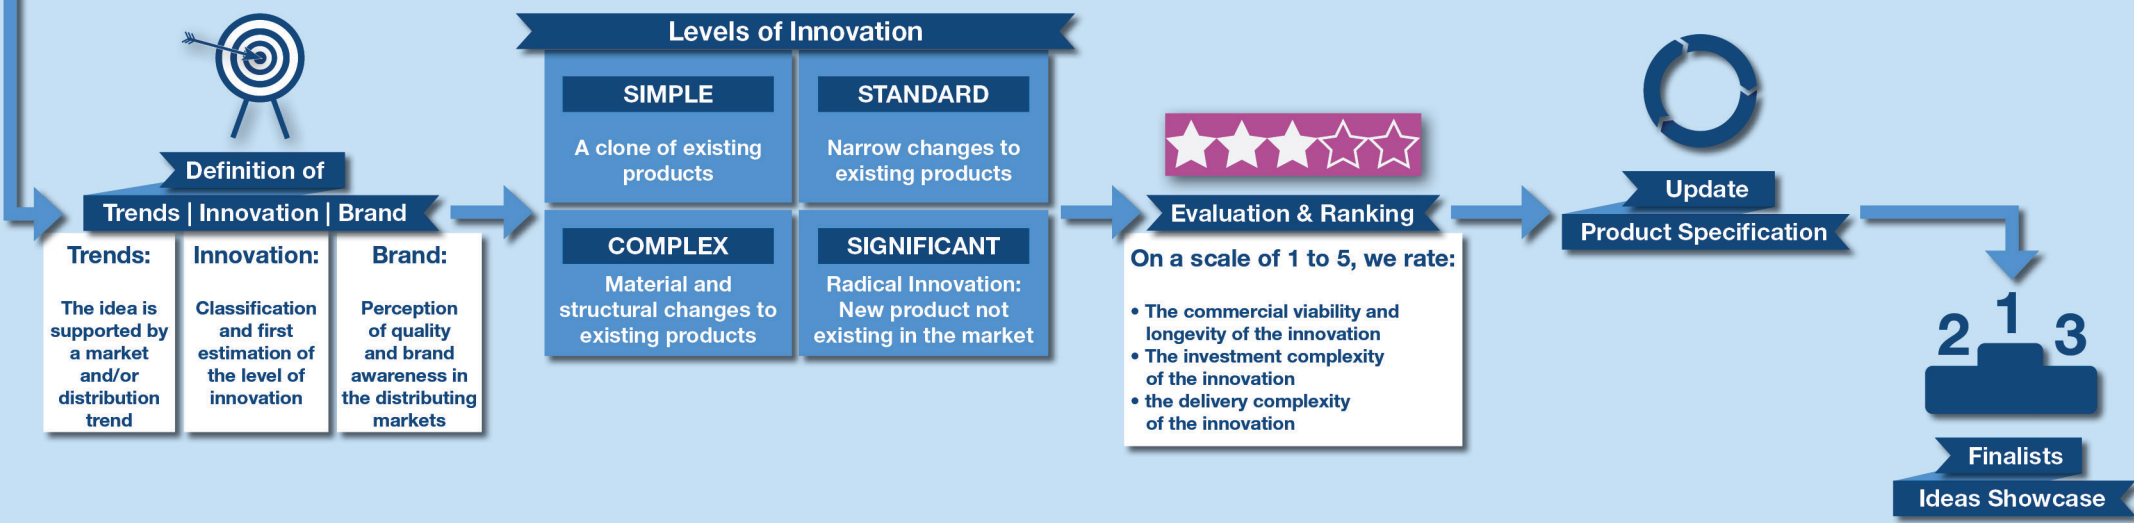 Definition of
Trends | Innovation | Brand
Trends:
The idea is
supported by
a market
and/or
distribution
trend
Innovation:
Classification
and first
estimation of
the level of
innovation
Brand:
Perception
of quality
and brand
awareness in
the distributing
markets
Levels of Innovation
SIMPLE
A clone of existing
products
STANDARD
Narrow changes to
existing products
COMPLEX
Material and
structural changes to
existing products
SIGNIFICANT
Radical Innovation:
New product not
existing in the market
Evaluation & Ranking
On a scale of 1 to 5, we rate:
• The commercial viability and
longevity of the innovation
• The investment complexity
of the innovation
• the delivery complexity
of the innovation
Update
Product Specification
1
2
3
Finalists
Ideas Showcase